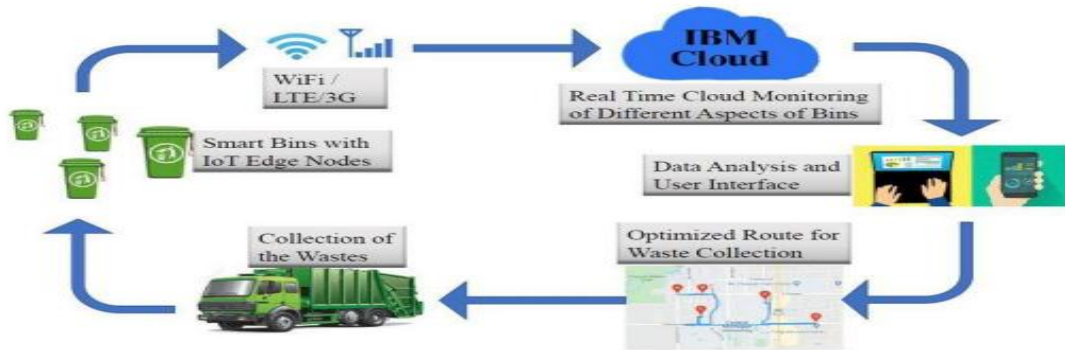 WiFi /
LTE/3G
IBM
Cloud
Real Time Cloud Monitoring
of Different Aspects of Bins
Smart Bins with
IoT Edge Nodes
Data Analysis and
User Interface
Optimized Route for
Waste Collection
Collection of
the Wastes